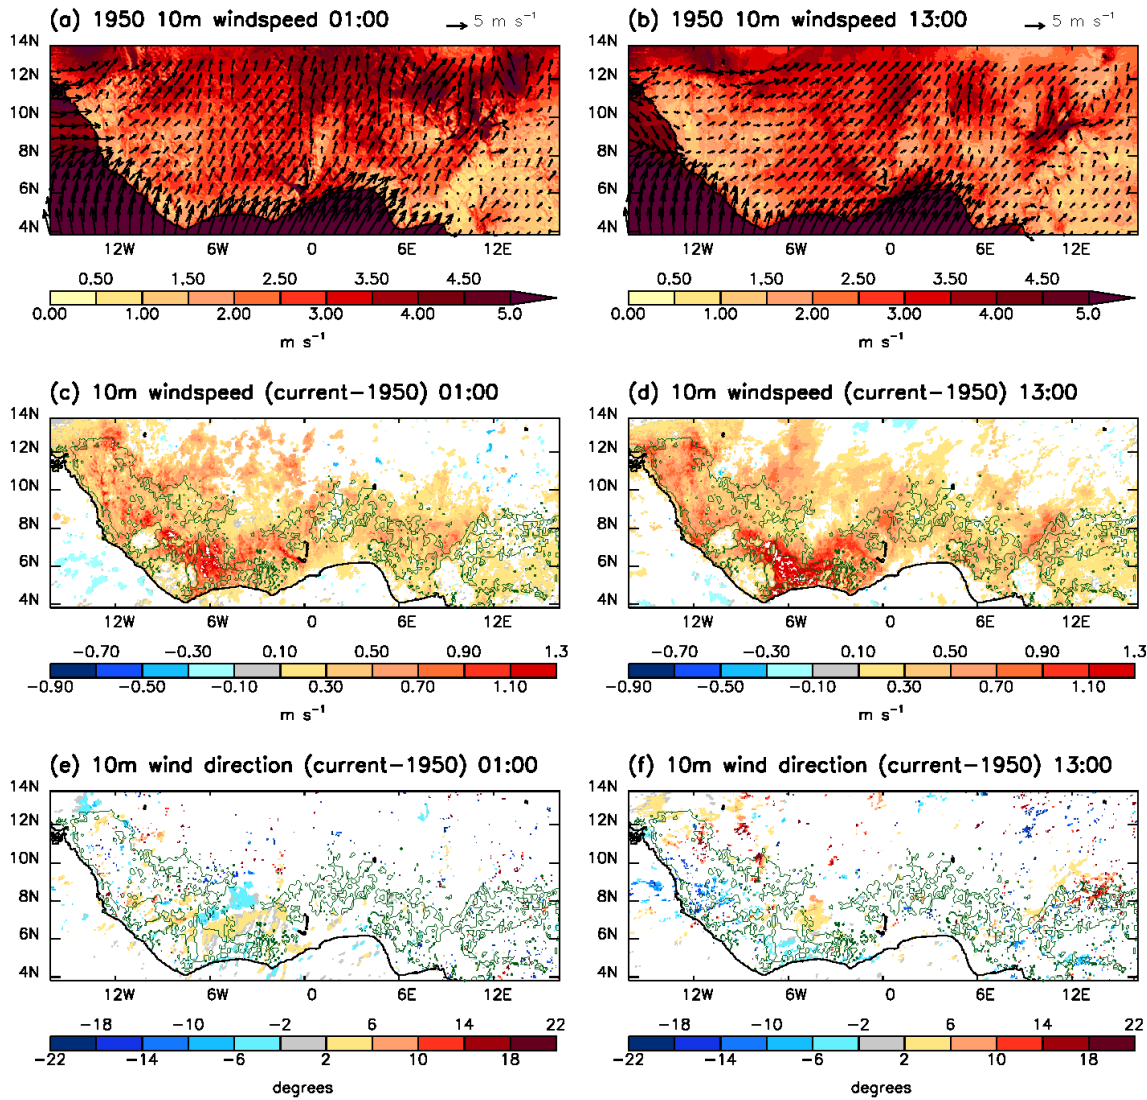 (a) 1950 10m windspeed 01:00
5 m s⁻¹
(b) 1950 10m windspeed 13:00
5 m s⁻¹
14N
12N
10N
8N
6N
4N
12W 6W 0 6E 12E
14N
12N
10N
8N
6N
4N
12W 6W 0 6E 12E
0.50 1.50 2.50 3.50 4.50
0.00 1.00 2.00 3.00 4.00 5.0
m s⁻¹
0.50 1.50 2.50 3.50 4.50
0.00 1.00 2.00 3.00 4.00 5.0
m s⁻¹
(c) 10m windspeed (current−1950) 01:00
(d) 10m windspeed (current−1950) 13:00
14N
12N
10N
8N
6N
4N
12W 6W 0 6E 12E
14N
12N
10N
8N
6N
4N
12W 6W 0 6E 12E
−0.70 −0.30 0.10 0.50 0.90 1.3
−0.90 −0.50 −0.10 0.30 0.70 1.10
m s⁻¹
−0.70 −0.30 0.10 0.50 0.90 1.3
−0.90 −0.50 −0.10 0.30 0.70 1.10
m s⁻¹
(e) 10m wind direction (current−1950) 01:00
(f) 10m wind direction (current−1950) 13:00
14N
12N
10N
8N
6N
4N
12W 6W 0 6E 12E
14N
12N
10N
8N
6N
4N
12W 6W 0 6E 12E
−18 −10 −2 6 14 22
−22 −14 −6 2 10 18
degrees
−18 −10 −2 6 14 22
−22 −14 −6 2 10 18
degrees